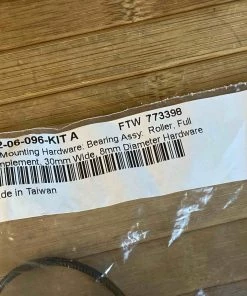 2-06-096-KIT A FTW 773398
Mounting Hardware, Bearing Assy: Roller, Full
mplement, 30mm Wide, 8mm Diameter Hardware
de in Taiwan